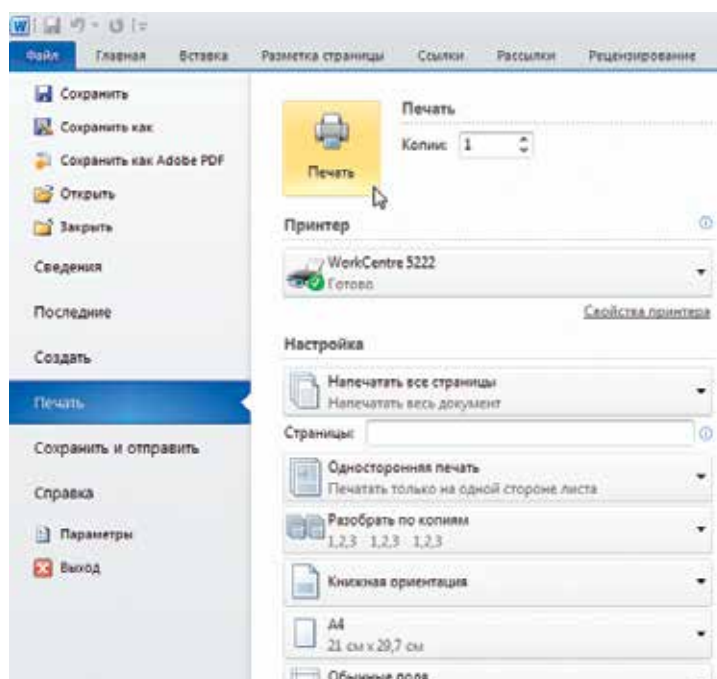 Файл Главная Вставка Разметка страницы Ссылки Рассылки Рецензирование
Сохранить
Сохранить как
Сохранить как Adobe PDF
Открыть
Закрыть
Сведения
Последние
Создать
Печать
Сохранить и отправить
Справка
Параметры
Выход
Печать
Печать
Копии: 1
Принтер
WorkCentre 5222
Готово
Свойства принтера
Настройка
Напечатать все страницы
Напечатать весь документ
Страницы:
Односторонняя печать
Печатать только на одной стороне листа
Разобрать по копиям
1,2,3 1,2,3 1,2,3
Книжная ориентация
A4
21 см x 29,7 см
Обычные поля